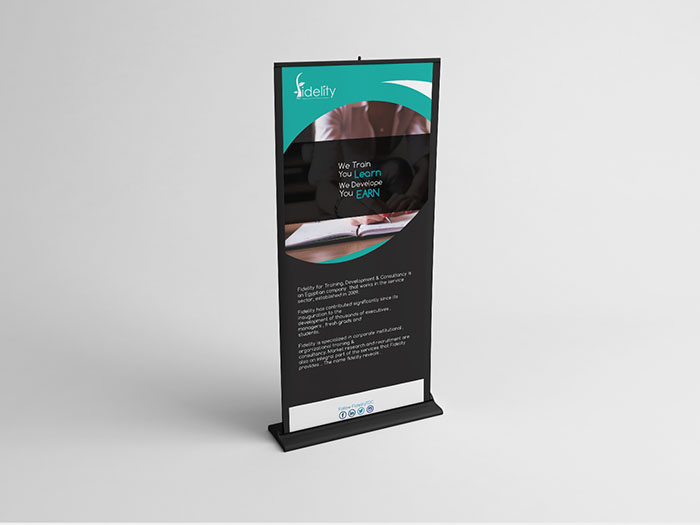 fidelity
We Train
You Learn
We Develope
You EARN
Fidelity for Training, Development & Consultancy is
an Egyptian company that works in the service
sector, established in 2009.
Fidelity has contributed significantly since its
inauguration to the
development of thousands of executives ,
managers , fresh grads and
students.
Fidelity is specialized in corporate institutional ,
organizational training &
consultancy. Market research and recruitment are
also an integral part of the services that Fidelity
provides . The name fidelity reveals .